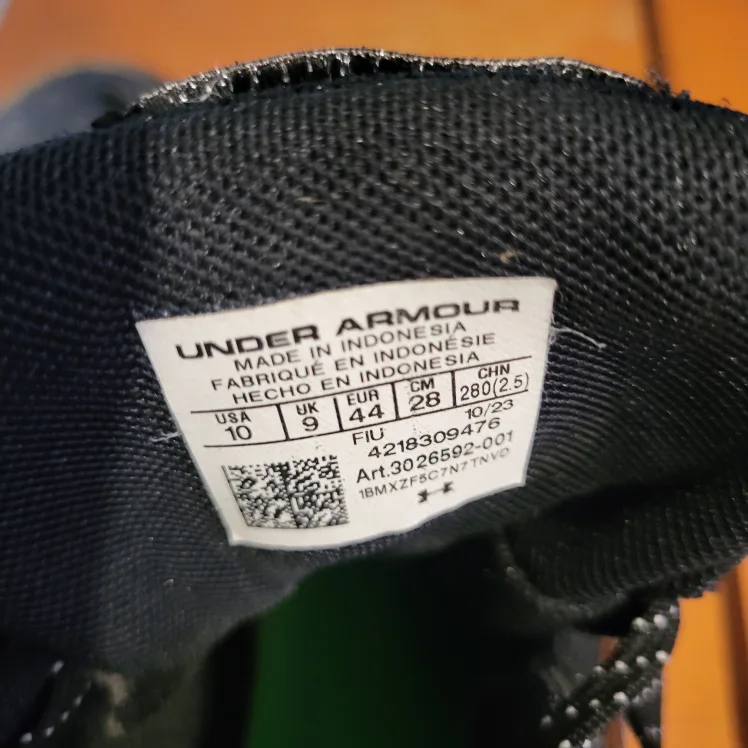 UNDER ARMOUR
MADE IN INDONESIA
FABRIQUÉ EN INDONÉSIE
HECHO EN INDONESIA
USA UK EUR CM CHN
10 9 44 28 280(2.5)
FIU 10/23
4218309476
Art.3026592-001
1BMXZF5C7N7TNVD